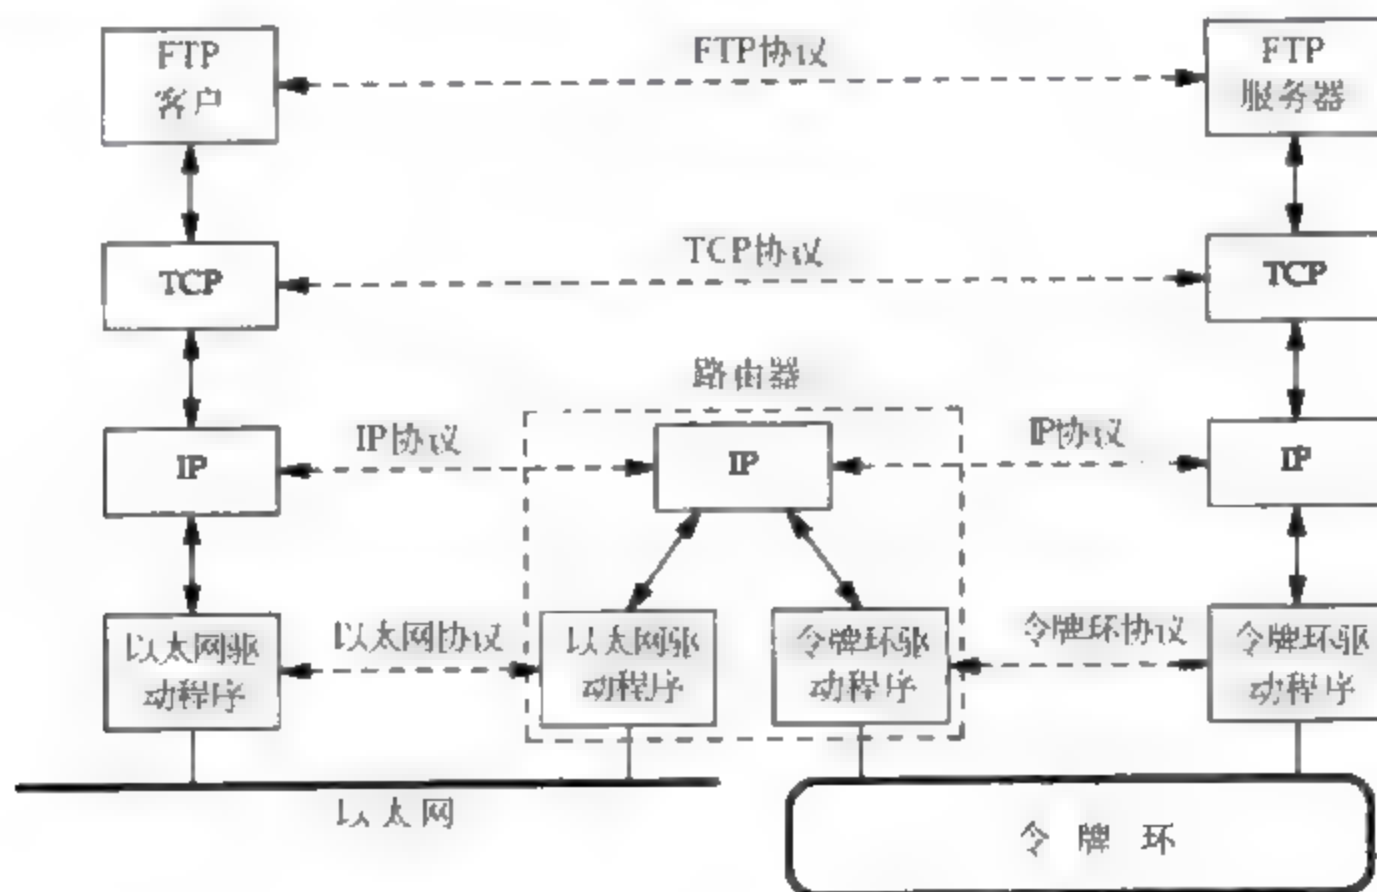 FTP
客户
FTP协议
FTP
服务器
TCP
TCP协议
TCP
路由器
IP
IP协议
IP
IP协议
IP
以太网驱
动程序
以太网协议
以太网驱
动程序
令牌环驱
动程序
令牌环协议
令牌环驱
动程序
以太网
令牌环